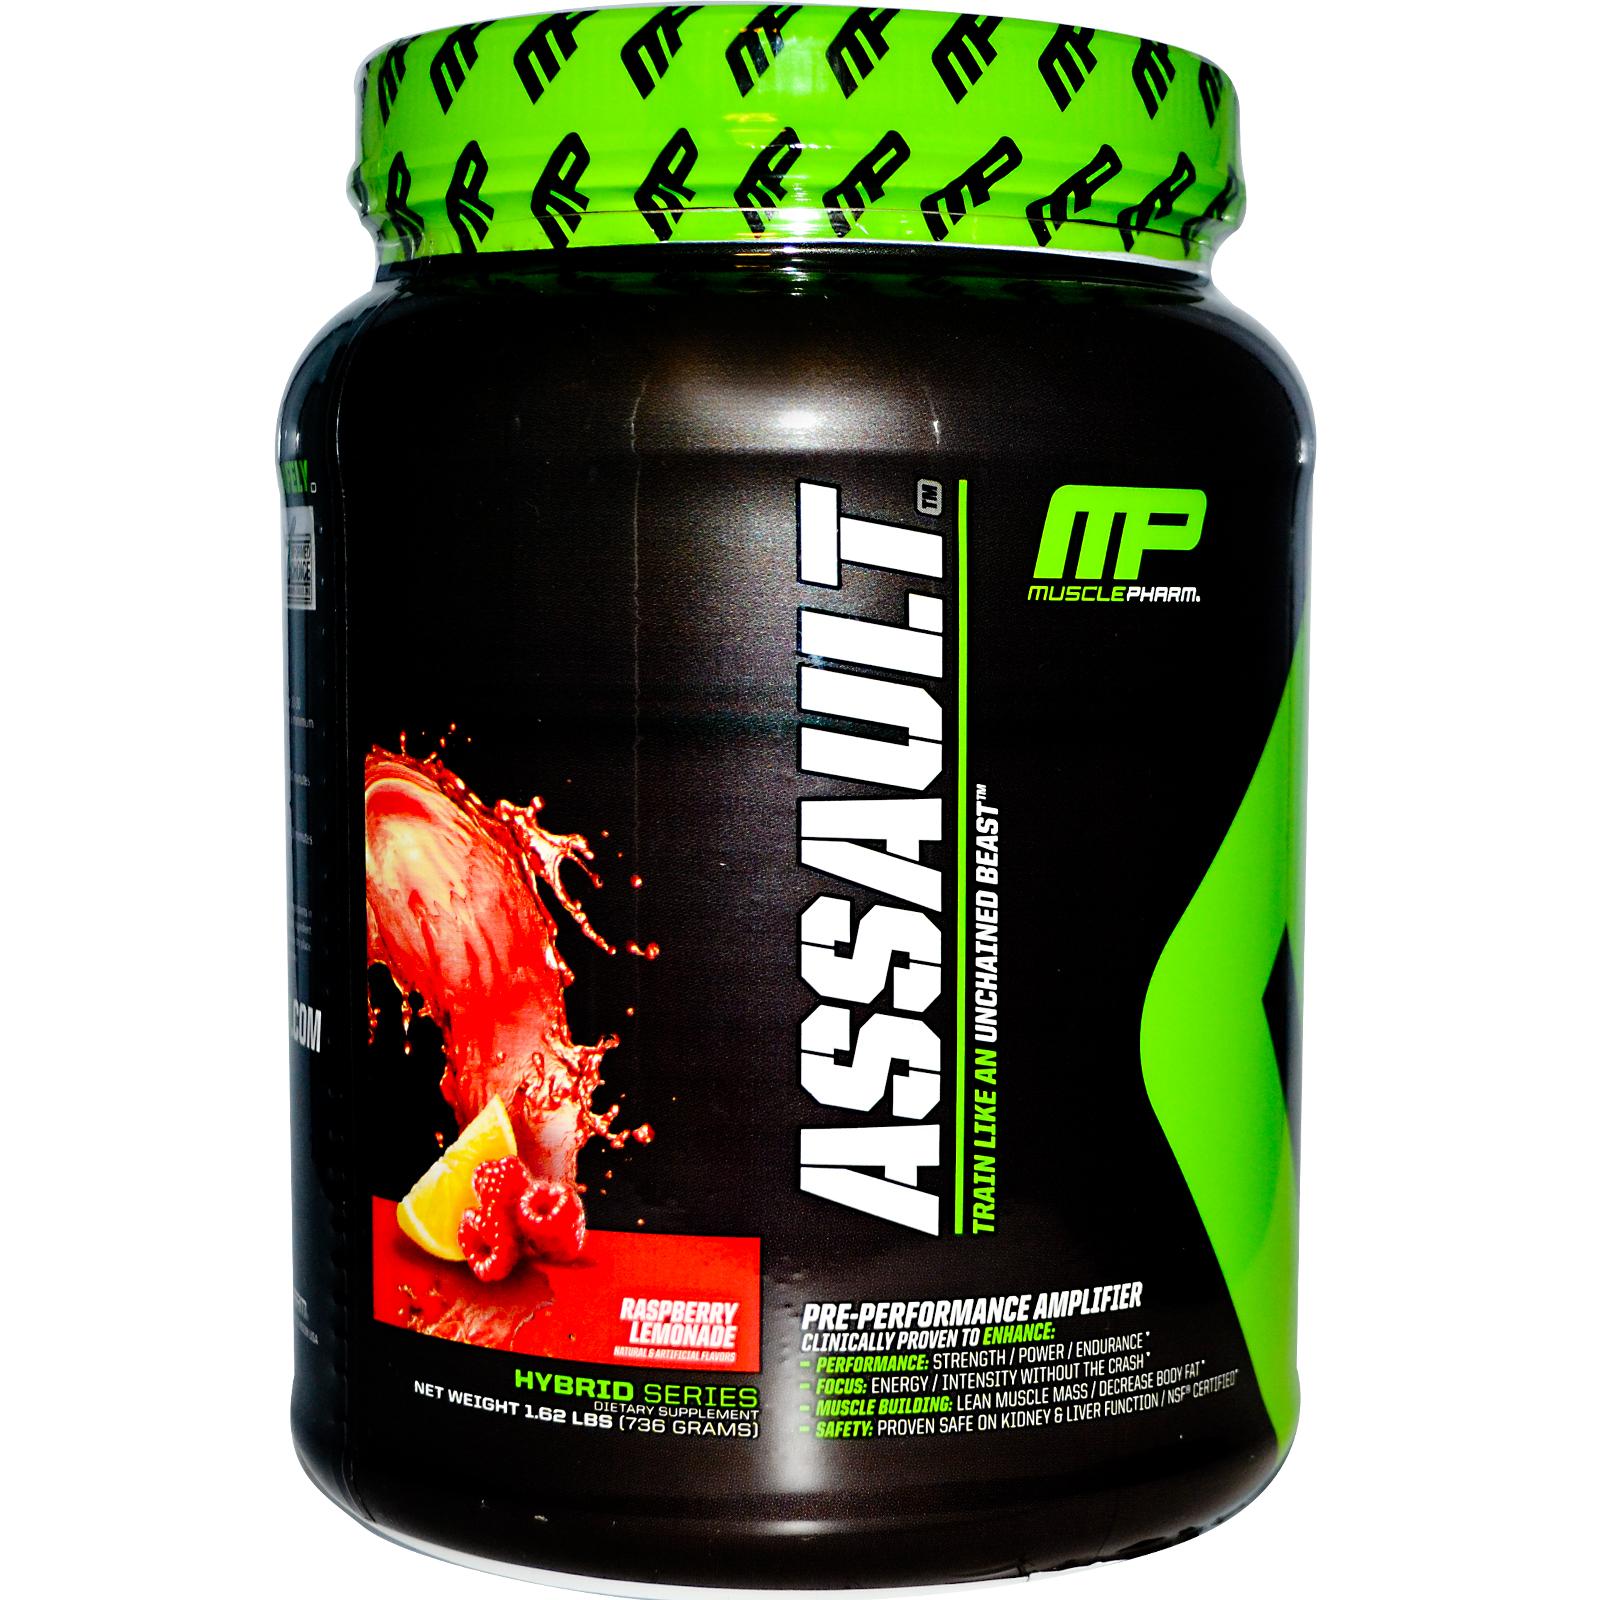 MP
MUSCLEPHARM®
ASSAULT™
TRAIN LIKE AN UNCHAINED BEAST™
RASPBERRY
LEMONADE
NATURAL & ARTIFICIAL FLAVORS
HYBRID SERIES
DIETARY SUPPLEMENT
NET WEIGHT 1.62 LBS (736 GRAMS)
PRE-PERFORMANCE AMPLIFIER
CLINICALLY PROVEN TO ENHANCE:
- PERFORMANCE: STRENGTH / POWER / ENDURANCE*
- FOCUS: ENERGY / INTENSITY WITHOUT THE CRASH*
- MUSCLE BUILDING: LEAN MUSCLE MASS / DECREASE BODY FAT*
- SAFETY: PROVEN SAFE ON KIDNEY & LIVER FUNCTION / NSF® CERTIFIED*
.COM